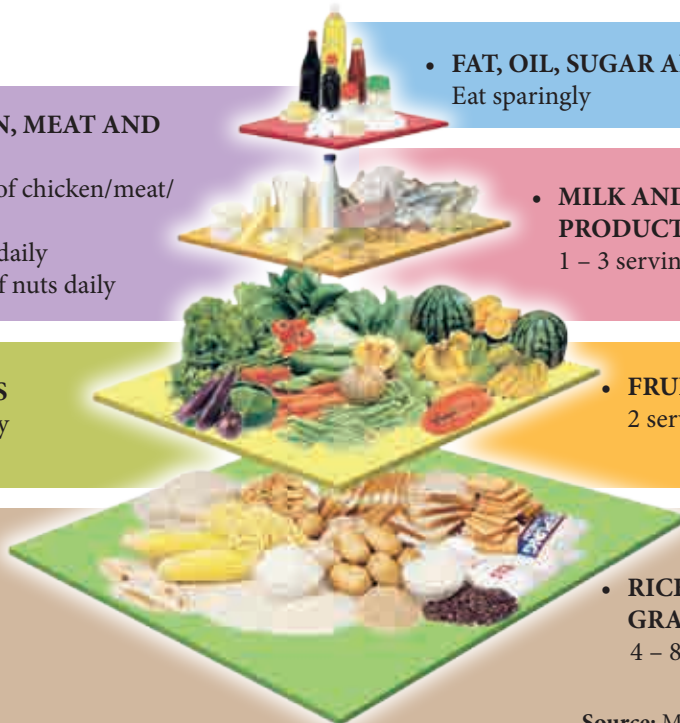 • FAT, OIL, SUGAR A
Eat sparingly
N, MEAT AND
of chicken/meat/
daily
f nuts daily
• MILK AND
PRODUCT
1 – 3 servin
S
y
• FRU
2 ser
• RICE
GRA
4 – 8
Source: M